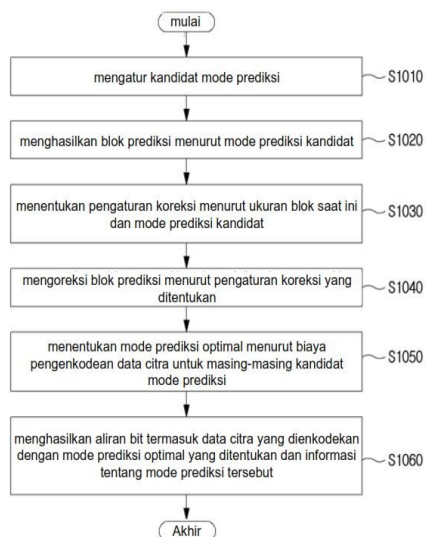 mulai
mengatur kandidat mode prediksi
S1010
menghasilkan blok prediksi menurut mode prediksi kandidat
S1020
menentukan pengaturan koreksi menurut ukuran blok saat ini
dan mode prediksi kandidat
S1030
mengoreksi blok prediksi menurut pengaturan koreksi yang
ditentukan
S1040
menentukan mode prediksi optimal menurut biaya
pengenkodean data citra untuk masing-masing kandidat
mode prediksi
S1050
menghasilkan aliran bit termasuk data citra yang dienkodekan
dengan mode prediksi optimal yang ditentukan dan informasi
tentang mode prediksi tersebut
S1060
Akhir